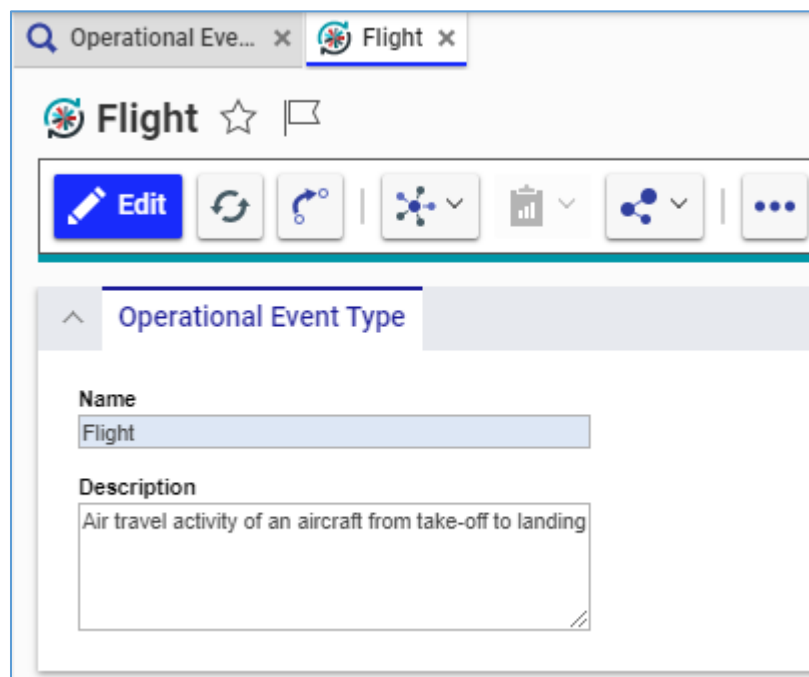 Operational Eve... Flight
Flight
Edit
Operational Event Type
Name
Flight
Description
Air travel activity of an aircraft from take-off to landing